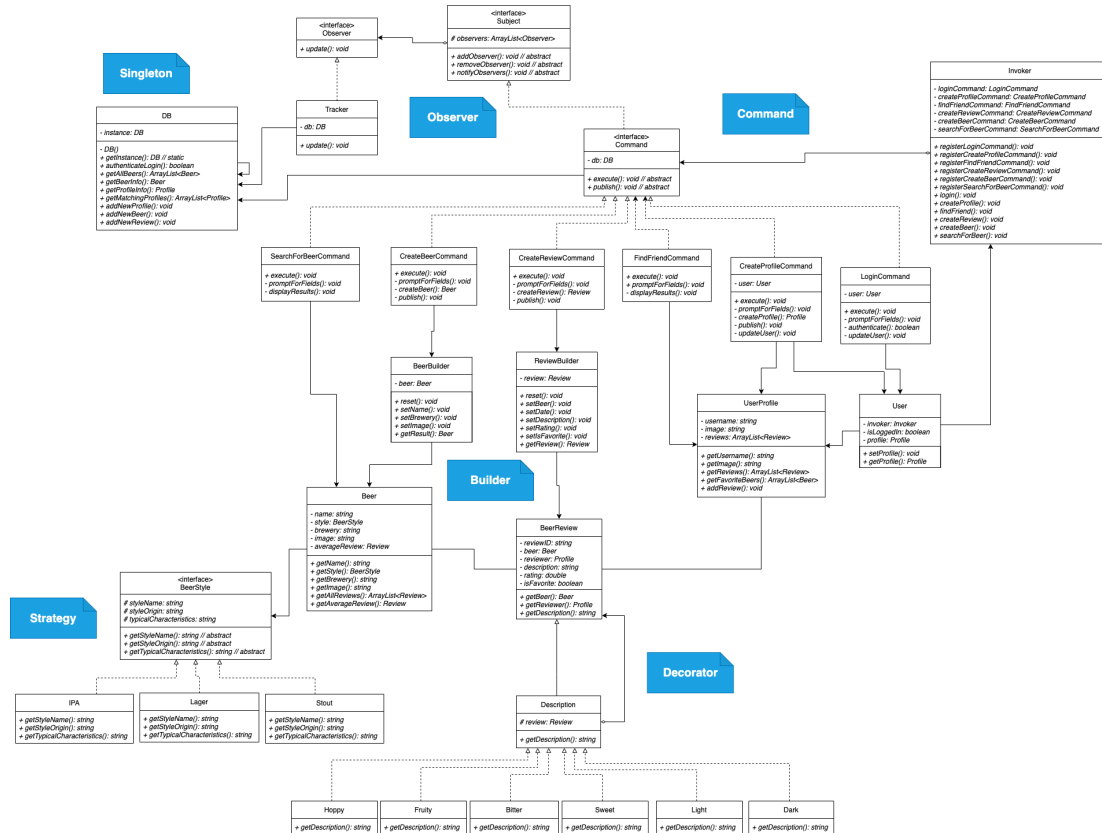 <interface>
Subject
# observers: ArrayList<Observer>
+ addObserver(): void // abstract
+ removeObserver(): void // abstract
+ notifyObservers(): void // abstract
<interface>
Observer
+ update(): void
Singleton
Observer
Command
Tracker
- db: DB
+ update(): void
DB
- instance: DB
- DB()
+ getInstance(): DB // static
+ authenticateLogin(): boolean
+ getAllBeers(): ArrayList<Beer>
+ getBeerInfo(): Beer
+ getProfileInfo(): Profile
+ getMatchingProfiles(): ArrayList<Profile>
+ addNewProfile(): void
+ addNewBeer(): void
+ addNewReview(): void
<interface>
Command
- db: DB
+ execute(): void // abstract
+ publish(): void // abstract
Invoker
- loginCommand: LoginCommand
- createProfileCommand: CreateProfileCommand
- findFriendCommand: FindFriendCommand
- createReviewCommand: CreateReviewCommand
- createBeerCommand: CreateBeerCommand
- searchForBeerCommand: SearchForBeerCommand
+ registerLoginCommand(): void
+ registerCreateProfileCommand(): void
+ registerFindFriendCommand(): void
+ registerCreateReviewCommand(): void
+ registerCreateBeerCommand(): void
+ registerSearchForBeerCommand(): void
+ login(): void
+ createProfile(): void
+ findFriend(): void
+ createReview(): void
+ createBeer(): void
+ searchForBeer(): void
SearchForBeerCommand
+ execute(): void
- promptForFields(): void
- displayResults(): void
CreateBeerCommand
+ execute(): void
- promptForFields(): void
- createBeer(): Beer
- publish(): void
CreateReviewCommand
+ execute(): void
- promptForFields(): void
- createReview(): Review
- publish(): void
FindFriendCommand
+ execute(): void
- promptForFields(): void
- displayResults(): void
CreateProfileCommand
- user: User
+ execute(): void
- promptForFields(): void
- createProfile(): Profile
- publish(): void
- updateUser(): void
LoginCommand
- user: User
+ execute(): void
- promptForFields(): void
- authenticate(): boolean
- updateUser(): void
BeerBuilder
- beer: Beer
+ reset(): void
+ setName(): void
+ setBrewery(): void
+ setImage(): void
+ getResult(): Beer
ReviewBuilder
- review: Review
+ reset(): void
+ setBeer(): void
+ setDate(): void
+ setDescription(): void
+ setRating(): void
+ setIsFavorite(): void
+ getReview(): Review
UserProfile
- username: string
- image: string
- reviews: ArrayList<Review>
+ getUsername(): string
+ getImage(): string
+ getReviews(): ArrayList<Review>
+ getFavoriteBeers(): ArrayList<Beer>
+ addReview(): void
User
- invoker: Invoker
- isLoggedIn: boolean
- profile: Profile
+ setProfile(): void
+ getProfile(): Profile
Builder
Beer
- name: string
- style: BeerStyle
- brewery: string
- image: string
- averageReview: Review
+ getName(): string
+ getStyle(): BeerStyle
+ getBrewery(): string
+ getImage(): string
+ getAllReviews(): ArrayList<Review>
+ getAverageReview(): Review
BeerReview
- reviewID: string
- beer: Beer
- reviewer: Profile
- description: string
- rating: double
- isFavorite: boolean
+ getBeer(): Beer
+ getReviewer(): Profile
+ getDescription(): string
Strategy
<interface>
BeerStyle
# styleName: string
# styleOrigin: string
# typicalCharacteristics: string
+ getStyleName(): string // abstract
+ getStyleOrigin(): string // abstract
+ getTypicalCharacteristics(): string // abstract
IPA
+ getStyleName(): string
+ getStyleOrigin(): string
+ getTypicalCharacteristics(): string
Lager
+ getStyleName(): string
+ getStyleOrigin(): string
+ getTypicalCharacteristics(): string
Stout
+ getStyleName(): string
+ getStyleOrigin(): string
+ getTypicalCharacteristics(): string
Decorator
Description
# review: Review
+ getDescription(): string
Hoppy
+ getDescription(): string
Fruity
+ getDescription(): string
Bitter
+ getDescription(): string
Sweet
+ getDescription(): string
Light
+ getDescription(): string
Dark
+ getDescription(): string